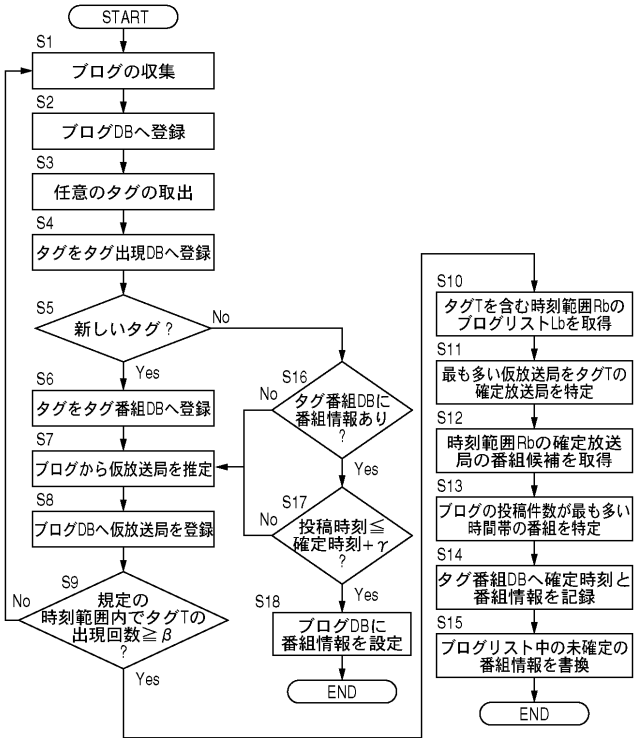 START
S1
ブログの収集
S2
ブログDBへ登録
S3
任意のタグの取出
S4
タグをタグ出現DBへ登録
S5
新しいタグ？
No
Yes
S6
タグをタグ番組DBへ登録
S7
ブログから仮放送局を推定
S8
ブログDBへ仮放送局を登録
S9
規定の
時刻範囲内でタグTの
出現回数≧β
？
No
Yes
S16
タグ番組DBに
番組情報あり
？
No
Yes
S17
投稿時刻≦
確定時刻+γ
？
No
Yes
S18
ブログDBに
番組情報を設定
END
S10
タグTを含む時刻範囲Rbの
ブログリストLbを取得
S11
最も多い仮放送局をタグTの
確定放送局を特定
S12
時刻範囲Rbの確定放送
局の番組候補を取得
S13
ブログの投稿件数が最も多い
時間帯の番組を特定
S14
タグ番組DBへ確定時刻と
番組情報を記録
S15
ブログリスト中の未確定の
番組情報を書換
END